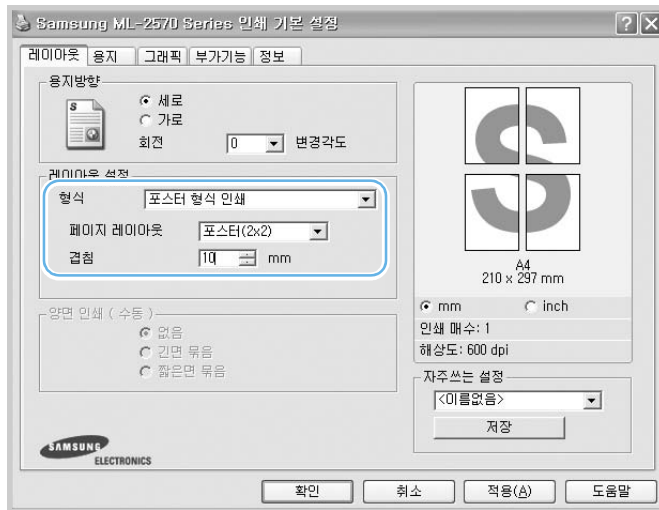 Samsung ML-2570 Series 인쇄 기본 설정
레이아웃 용지 그래픽 부가기능 정보
용지방향
S
세로
가로
회전 0 변경각도
레이아웃 설정
형식 포스터 형식 인쇄
페이지 레이아웃 포스터(2x2)
겹침 10 mm
양면 인쇄 ( 수동 )
없음
긴면 묶음
짧은면 묶음
SAMSUNG
ELECTRONICS
S
A4
210 x 297 mm
mm inch
인쇄 매수: 1
해상도: 600 dpi
자주쓰는 설정
<이름없음>
저장
확인 취소 적용(A) 도움말